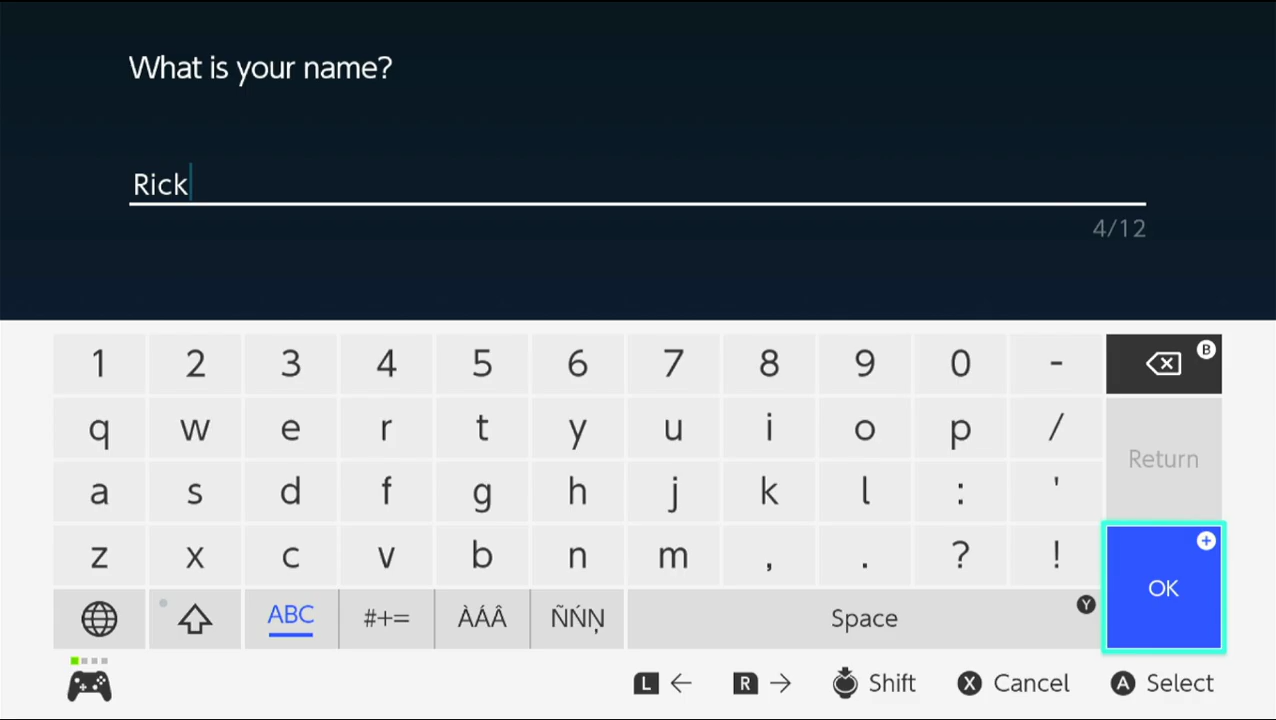 What is your name?
Rick
4/12
1 2 3 4 5 6 7 8 9 0 - B
q w e r t y u i o p /
Return
a s d f g h j k l : '
z x c v b n m , . ? ! +
OK
ABC #+= ÀÁÂ ÑŃŅ Space Y
L ← R → Shift X Cancel A Select